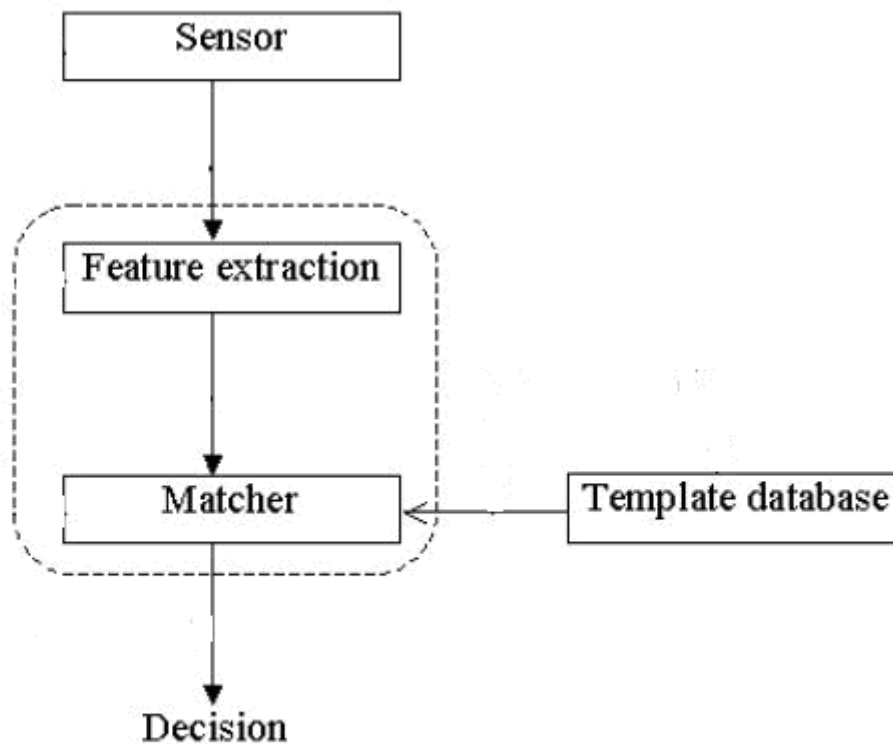 Sensor
Feature extraction
Matcher
Template database
Decision